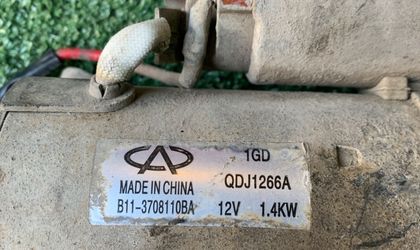 1GD
MADE IN CHINA QDJ1266A
B11-3708110BA 12V 1.4KW